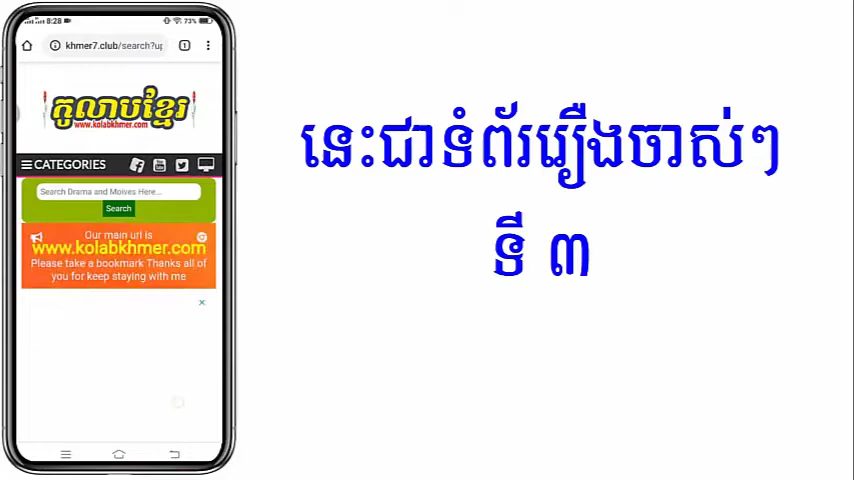 8:28
73%
khmer7.club/search?up
1
កូលាបខ្មែរ
www.kolabkhmer.com
CATEGORIES
Search Drama and Moives Here...
Search
Our main url is
www.kolabkhmer.com
Please take a bookmark Thanks all of
you for keep staying with me
នេះជាទំព័ររឿងចាស់ៗ
ទី ៣